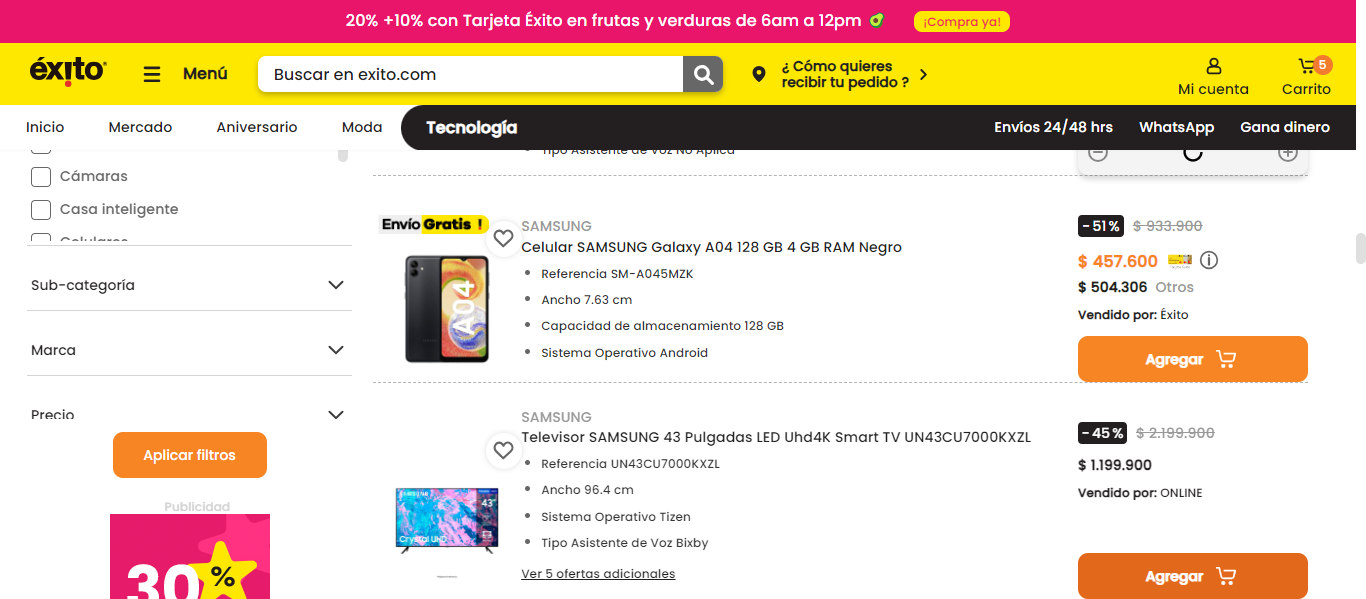 20% +10% con Tarjeta Éxito en frutas y verduras de 6am a 12pm
¡Compra ya!
éxito
Menú
Buscar en exito.com
¿ Cómo quieres
recibir tu pedido ?
Mi cuenta
5
Carrito
Inicio
Mercado
Aniversario
Moda
Tecnología
Envíos 24/48 hrs
WhatsApp
Gana dinero
Cámaras
Casa inteligente
Celulares
Sub-categoría
Marca
Precio
Aplicar filtros
Publicidad
30%
Tipo Asistente de Voz No Aplica
Envío Gratis !
A04
SAMSUNG
Celular SAMSUNG Galaxy A04 128 GB 4 GB RAM Negro
Referencia SM-A045MZK
Ancho 7.63 cm
Capacidad de almacenamiento 128 GB
Sistema Operativo Android
-51% $ 933.900
$ 457.600
$ 504.306 Otros
Vendido por: Éxito
Agregar
SAMSUNG
43"
Crystal UHD
SAMSUNG
Televisor SAMSUNG 43 Pulgadas LED Uhd4K Smart TV UN43CU7000KXZL
Referencia UN43CU7000KXZL
Ancho 96.4 cm
Sistema Operativo Tizen
Tipo Asistente de Voz Bixby
Ver 5 ofertas adicionales
-45% $ 2.199.900
$ 1.199.900
Vendido por: ONLINE
Agregar